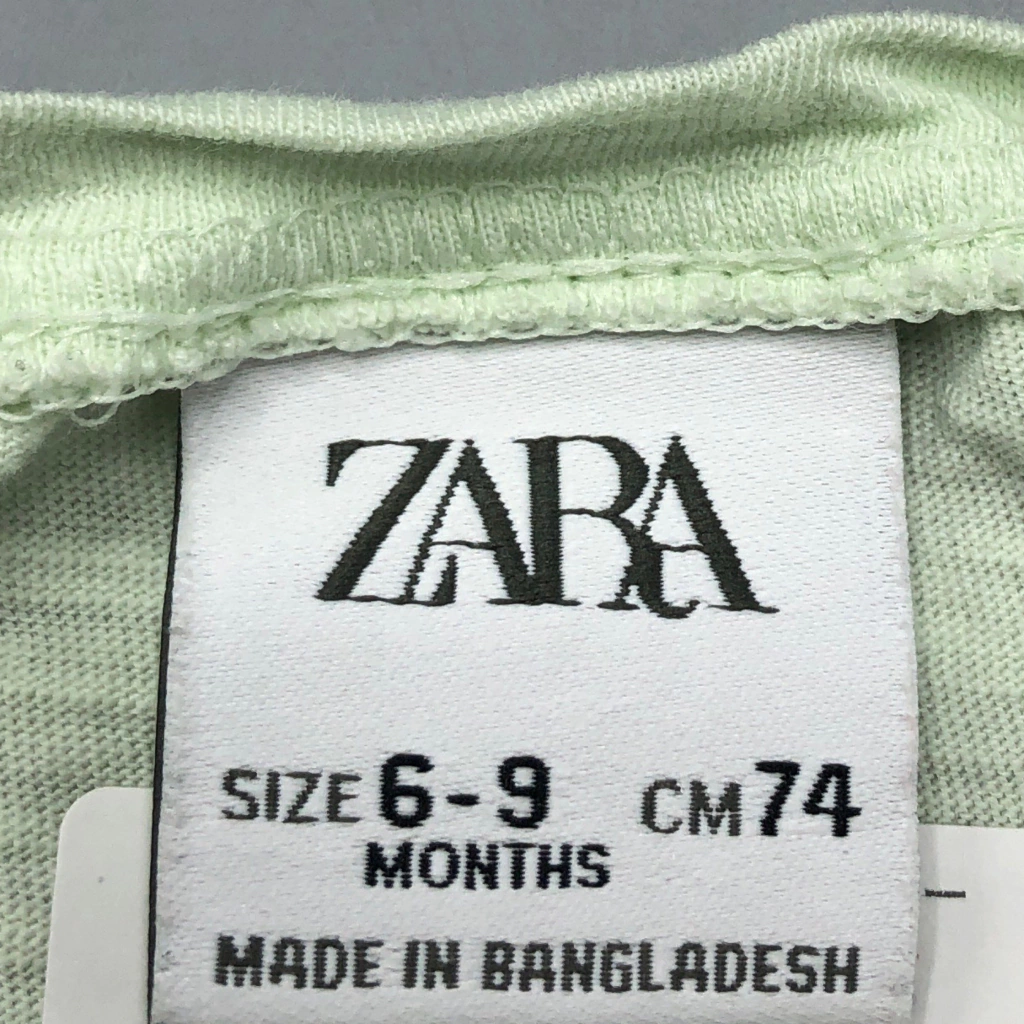 ZARA
SIZE 6-9 CM 74
MONTHS
MADE IN BANGLADESH